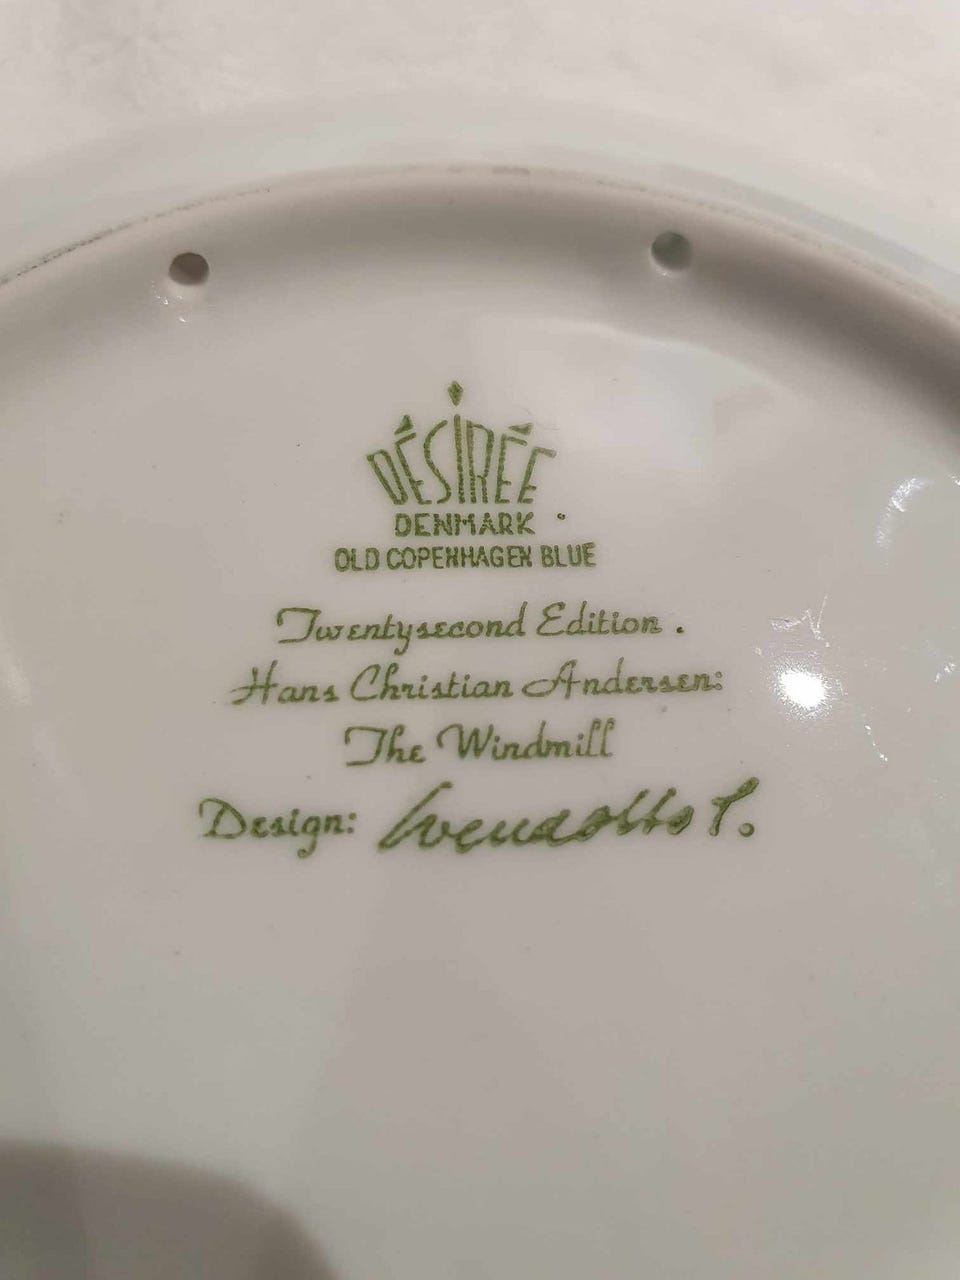 DÉSIRÉE
DENMARK
OLD COPENHAGEN BLUE
Twentysecond Edition.
Hans Christian Andersen:
The Windmill
Design: